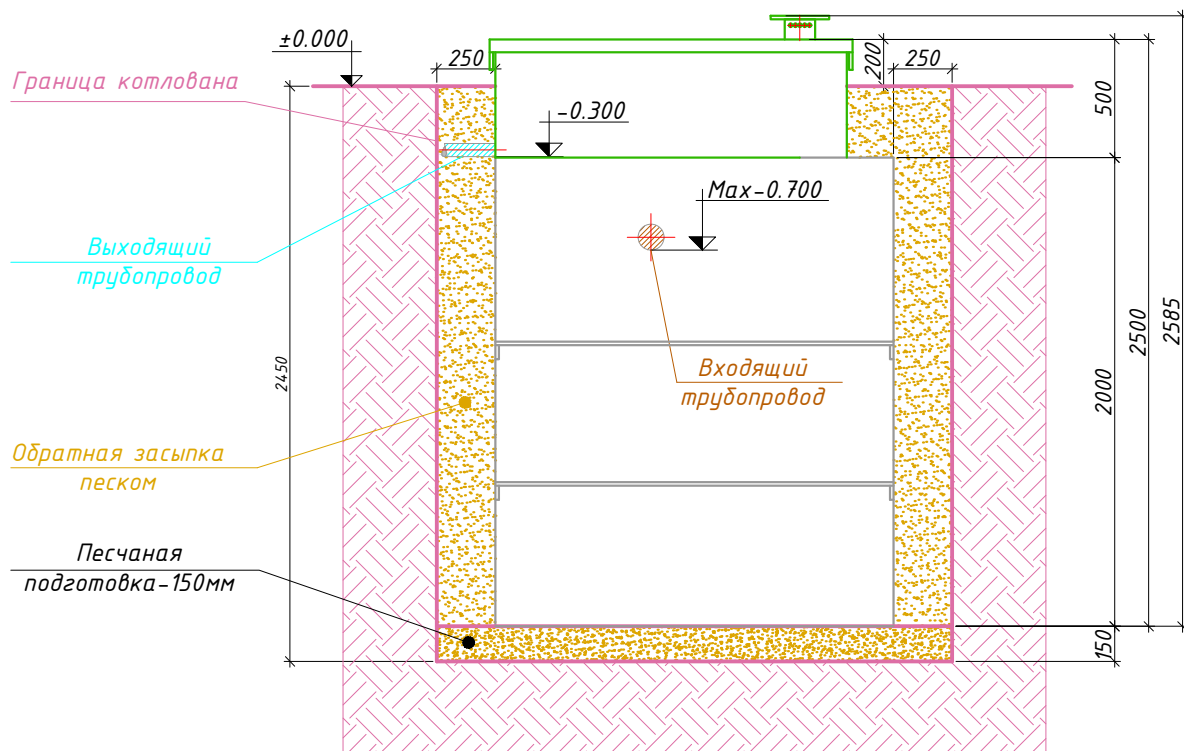 ±0.000
250
200
250
Граница котлована
500
-0.300
Max-0.700
Выходящий
трубопровод
2585
2500
2450
Входящий
трубопровод
2000
Обратная засыпка
песком
Песчаная
подготовка-150мм
150